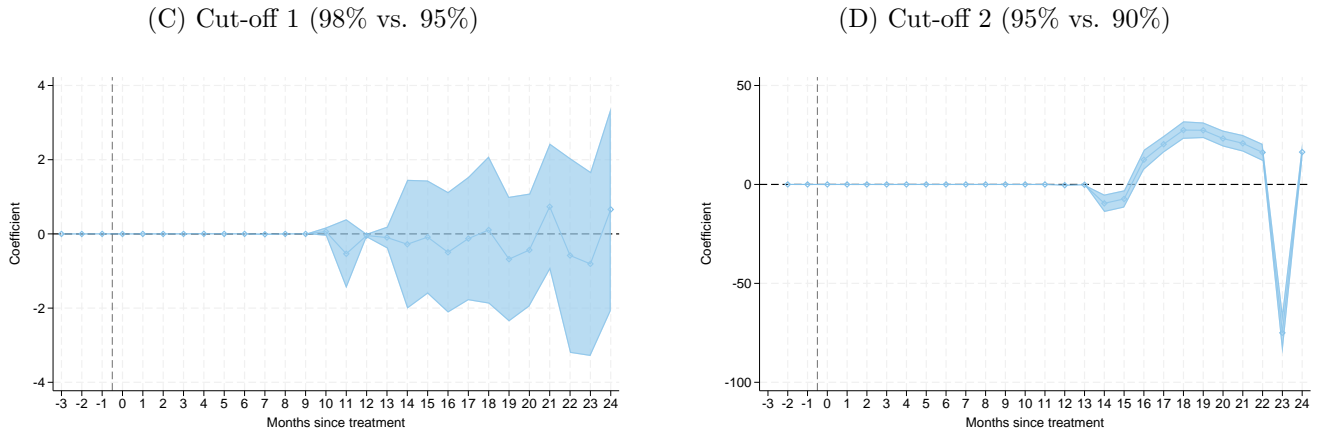 (C) Cut-off 1 (98% vs. 95%)
4
2
0
-2
-4
Coefficient
-3 -2 -1 0 1 2 3 4 5 6 7 8 9 10 11 12 13 14 15 16 17 18 19 20 21 22 23 24
Months since treatment
(D) Cut-off 2 (95% vs. 90%)
50
0
-50
-100
Coefficient
-3 -2 -1 0 1 2 3 4 5 6 7 8 9 10 11 12 13 14 15 16 17 18 19 20 21 22 23 24
Months since treatment